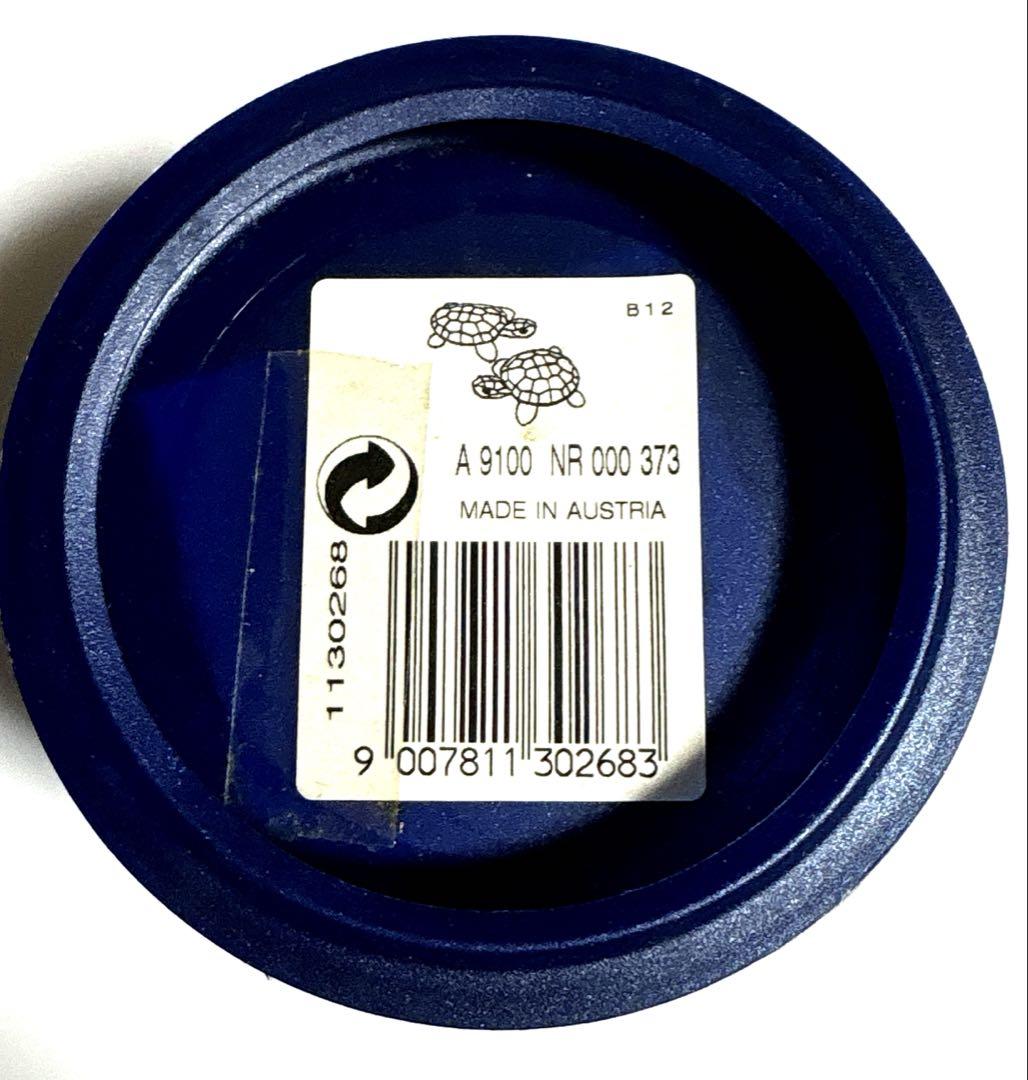 B12
A 9100 NR 000 373
MADE IN AUSTRIA
1130268
9 007811 302683